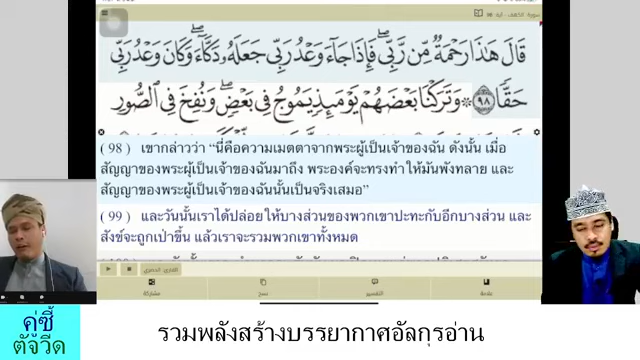 سورة الكهف - آية ٩٨
قَالَ هَٰذَا رَحْمَةٌ مِّن رَّبِّي ۖ فَإِذَا جَاءَ وَعْدُ رَبِّي جَعَلَهُ دَكَّاءَ ۖ وَكَانَ وَعْدُ رَبِّي
حَقًّا ٩٨ ۞ وَتَرَكْنَا بَعْضَهُمْ يَوْمَئِذٍ يَمُوجُ فِي بَعْضٍ ۖ وَنُفِخَ فِي الصُّورِ
( 98 ) เขากล่าวว่า “นี่คือความเมตตาจากพระผู้เป็นเจ้าของฉัน ดังนั้น เมื่อ
สัญญาของพระผู้เป็นเจ้าของฉันมาถึง พระองค์จะทรงทำให้มันพังทลาย และ
สัญญาของพระผู้เป็นเจ้าของฉันนั้นเป็นจริงเสมอ”
( 99 ) และวันนั้นเราได้ปล่อยให้บางส่วนของพวกเขาปะทะกับอีกบางส่วน และ
สังข์จะถูกเป่าขึ้น แล้วเราจะรวมพวกเขาทั้งหมด
القارئ: الحصري
مشاركة
نسخ
التفسير
علامة
คู่ซี้
ตัจวีด
รวมพลังสร้างบรรยากาศอัลกุรอ่าน